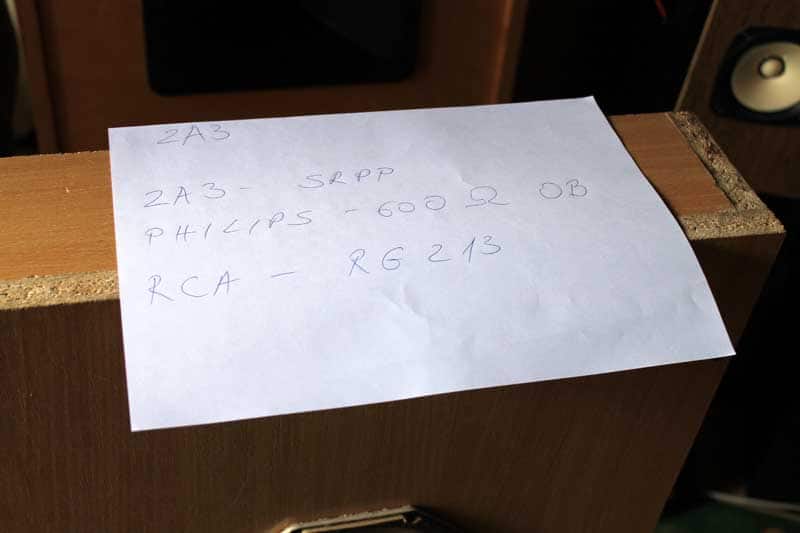 2A3
2A3 - SRPP
PHILIPS - 600 Ω OB
RCA - RG 213